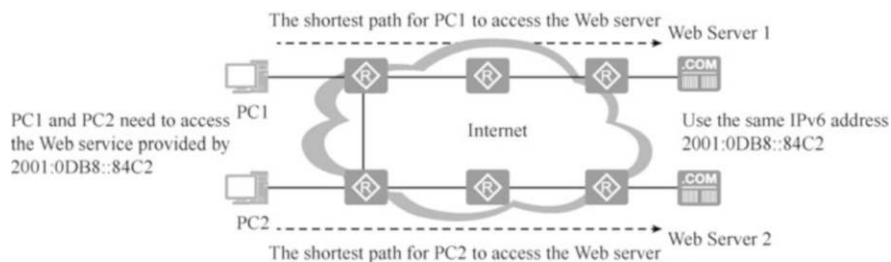 The shortest path for PC1 to access the Web server
Web Server 1
R
R
R
.COM
PC1
PC1 and PC2 need to access
the Web service provided by
2001:0DB8::84C2
Internet
Use the same IPv6 address
2001:0DB8::84C2
R
R
R
.COM
PC2
Web Server 2
The shortest path for PC2 to access the Web server